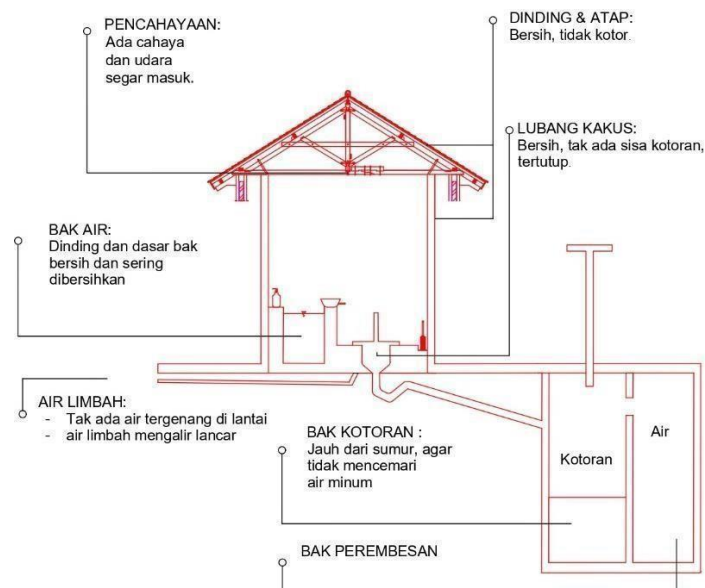 PENCAHAYAAN:
Ada cahaya
dan udara
segar masuk.
DINDING & ATAP:
Bersih, tidak kotor.
LUBANG KAKUS:
Bersih, tak ada sisa kotoran,
tertutup.
BAK AIR:
Dinding dan dasar bak
bersih dan sering
dibersihkan
AIR LIMBAH:
- Tak ada air tergenang di lantai
- air limbah mengalir lancar
BAK KOTORAN :
Jauh dari sumur, agar
tidak mencemari
air minum
Kotoran
Air
BAK PEREMBESAN